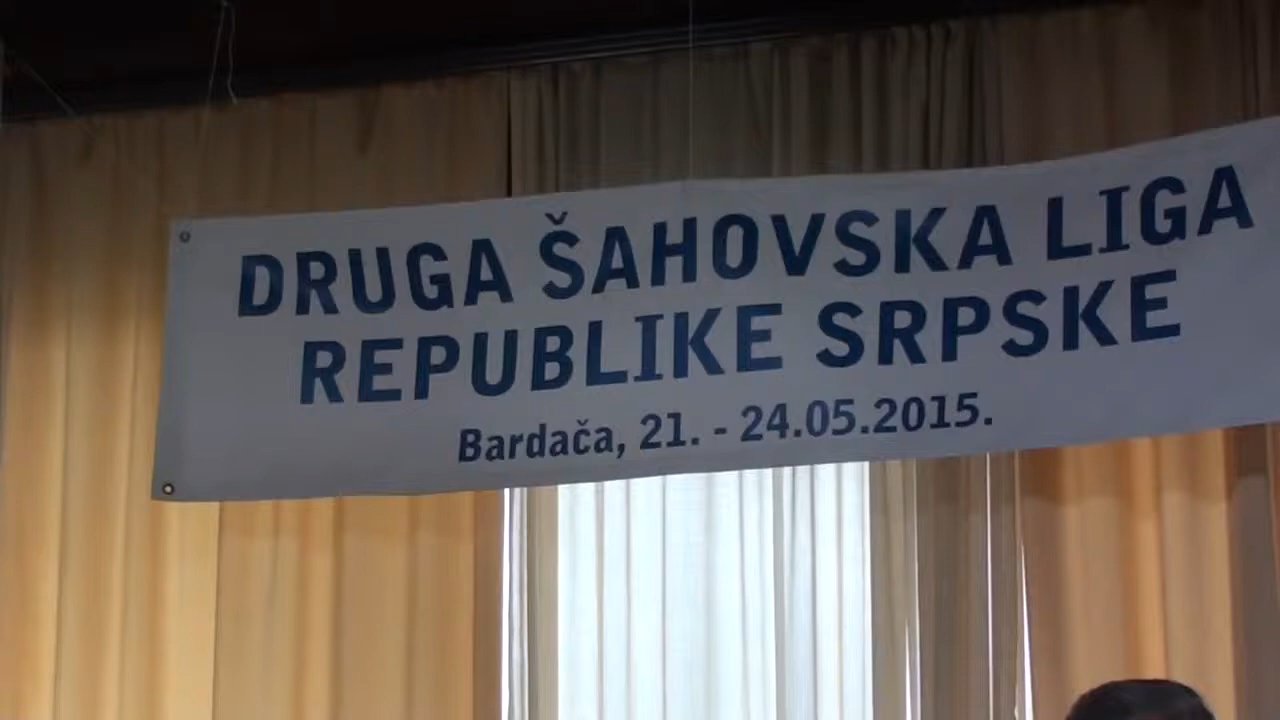 DRUGA ŠAHOVSKA LIGA
REPUBLIKE SRPSKE
Bardača, 21. - 24.05.2015.